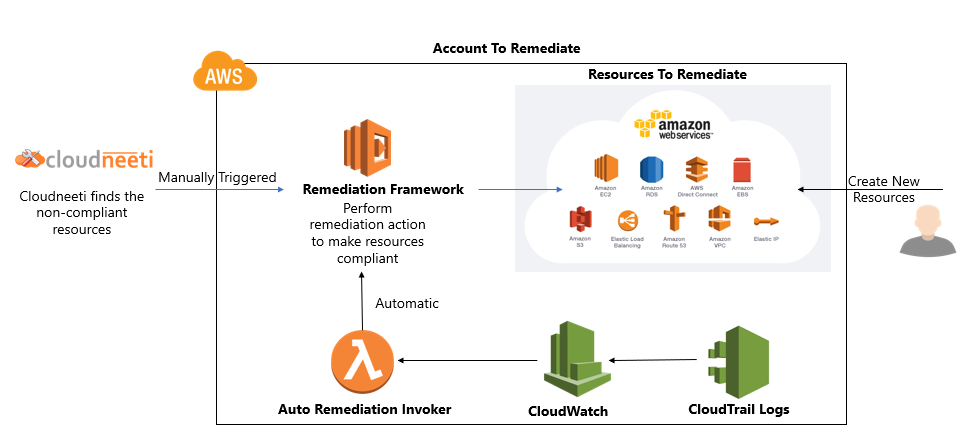 Account To Remediate
AWS
Resources To Remediate
amazon
webservices™
cloudneeti
Cloudneeti finds the
non-compliant
resources
Manually Triggered
Remediation Framework
Perform
remediation action
to make resources
compliant
Amazon
EC2
Amazon
RDS
AWS
Direct Connect
Amazon
EBS
Amazon
S3
Elastic Load
Balancing
Amazon
Route 53
Amazon
VPC
Elastic IP
Create New
Resources
Automatic
Auto Remediation Invoker
CloudWatch
CloudTrail Logs